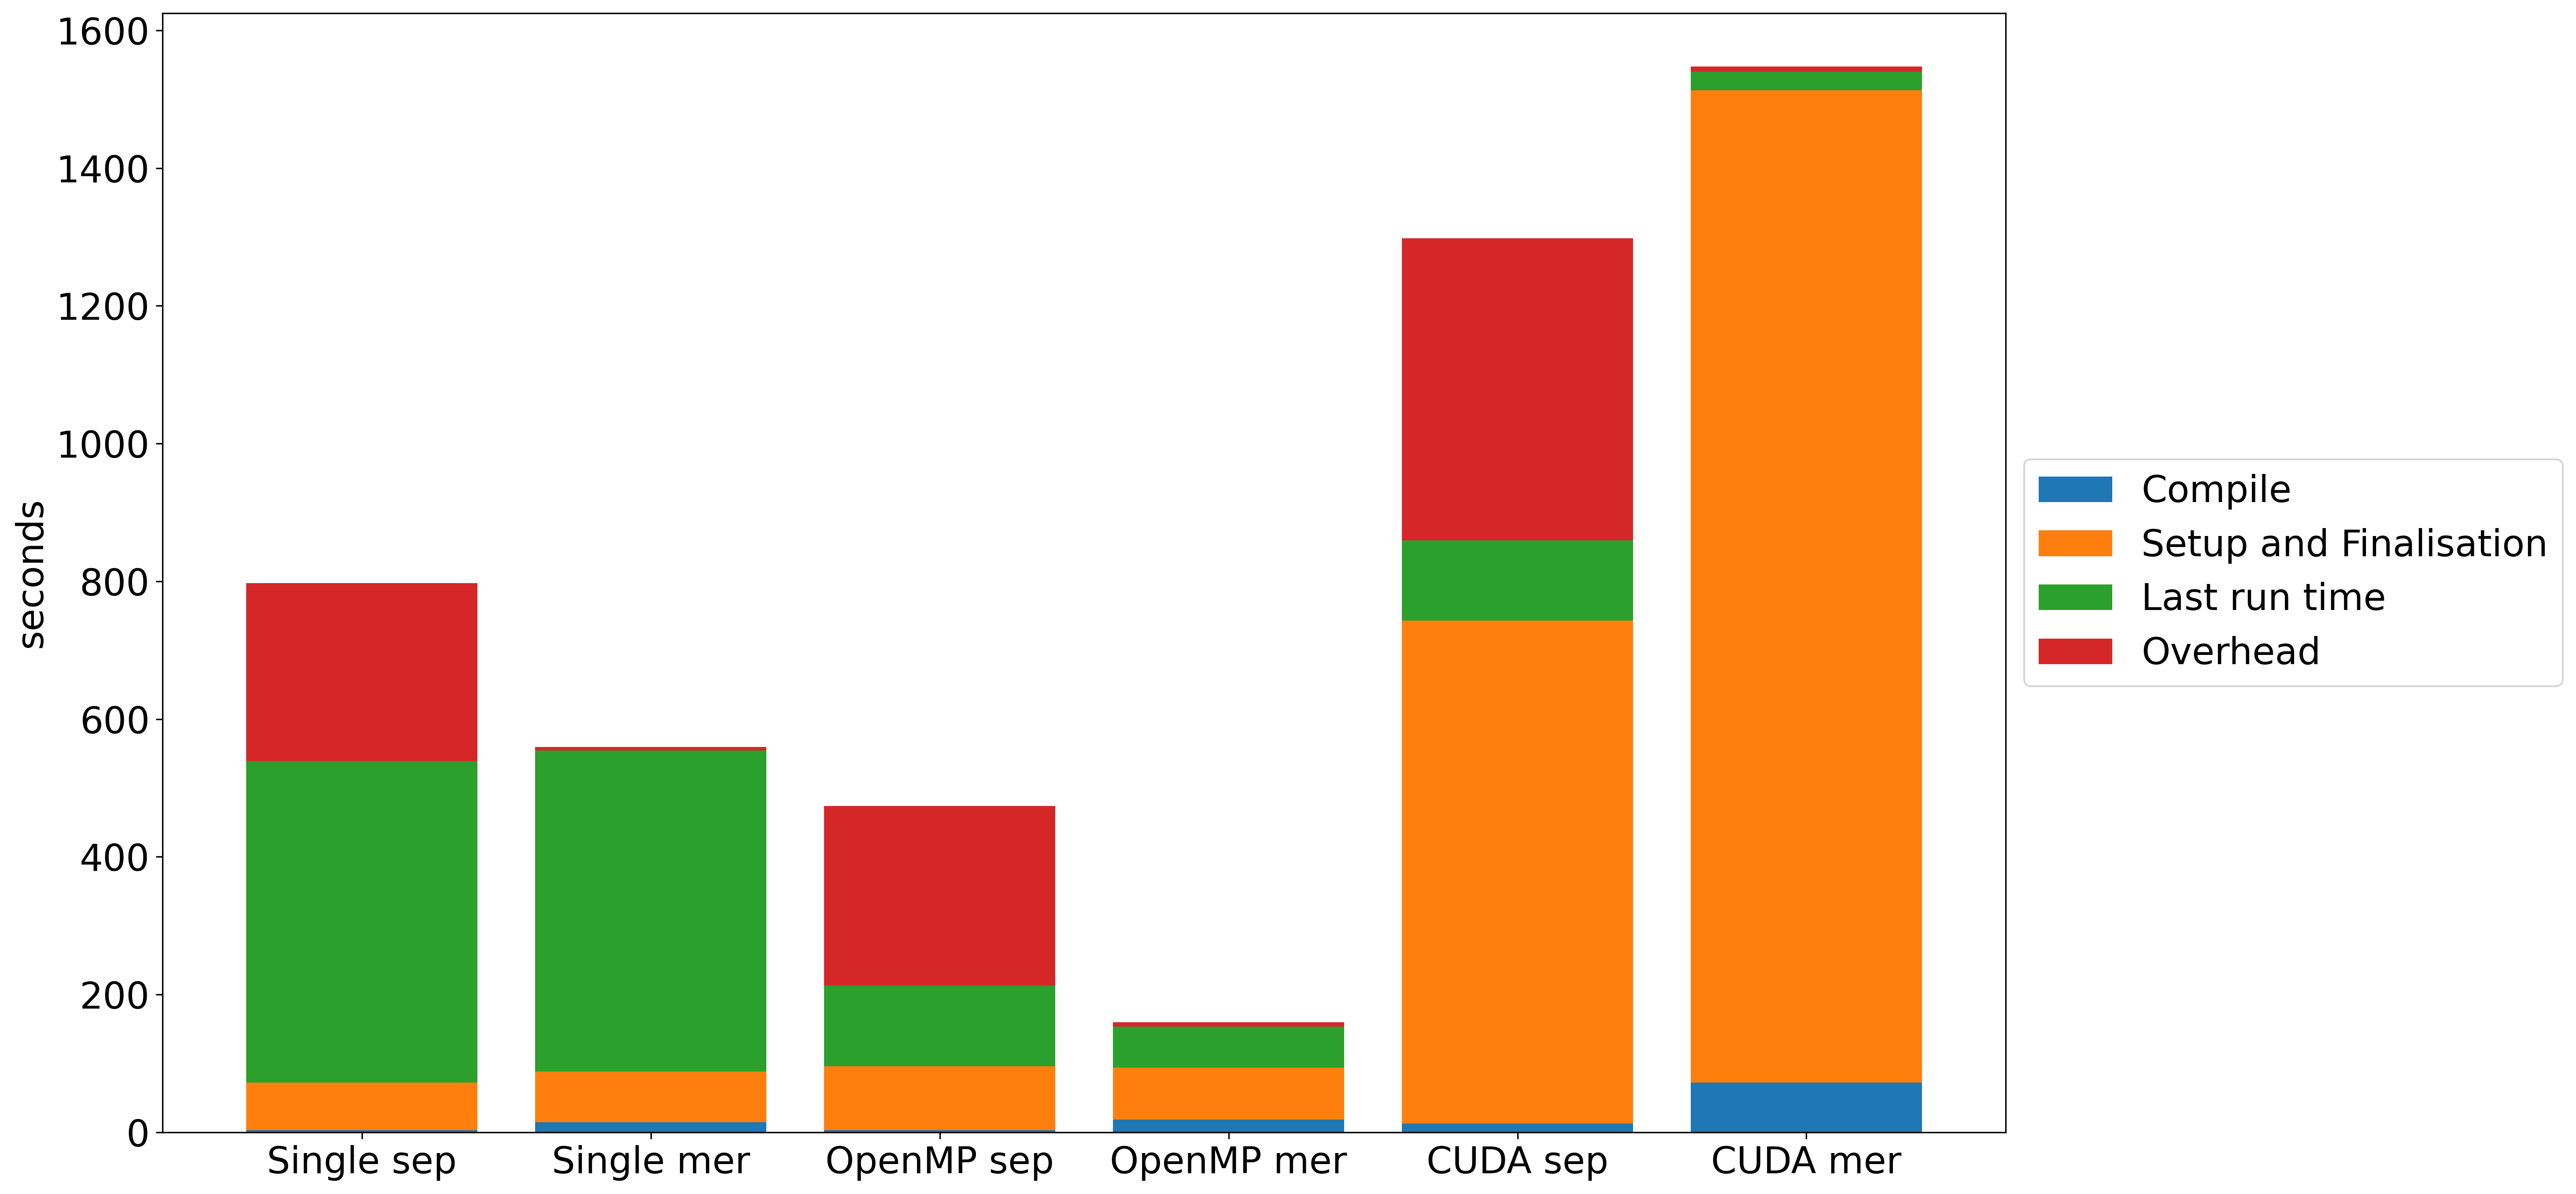 1600
1400
1200
1000
800
600
400
200
0
seconds
Single sep
Single mer
OpenMP sep
OpenMP mer
CUDA sep
CUDA mer
Compile
Setup and Finalisation
Last run time
Overhead